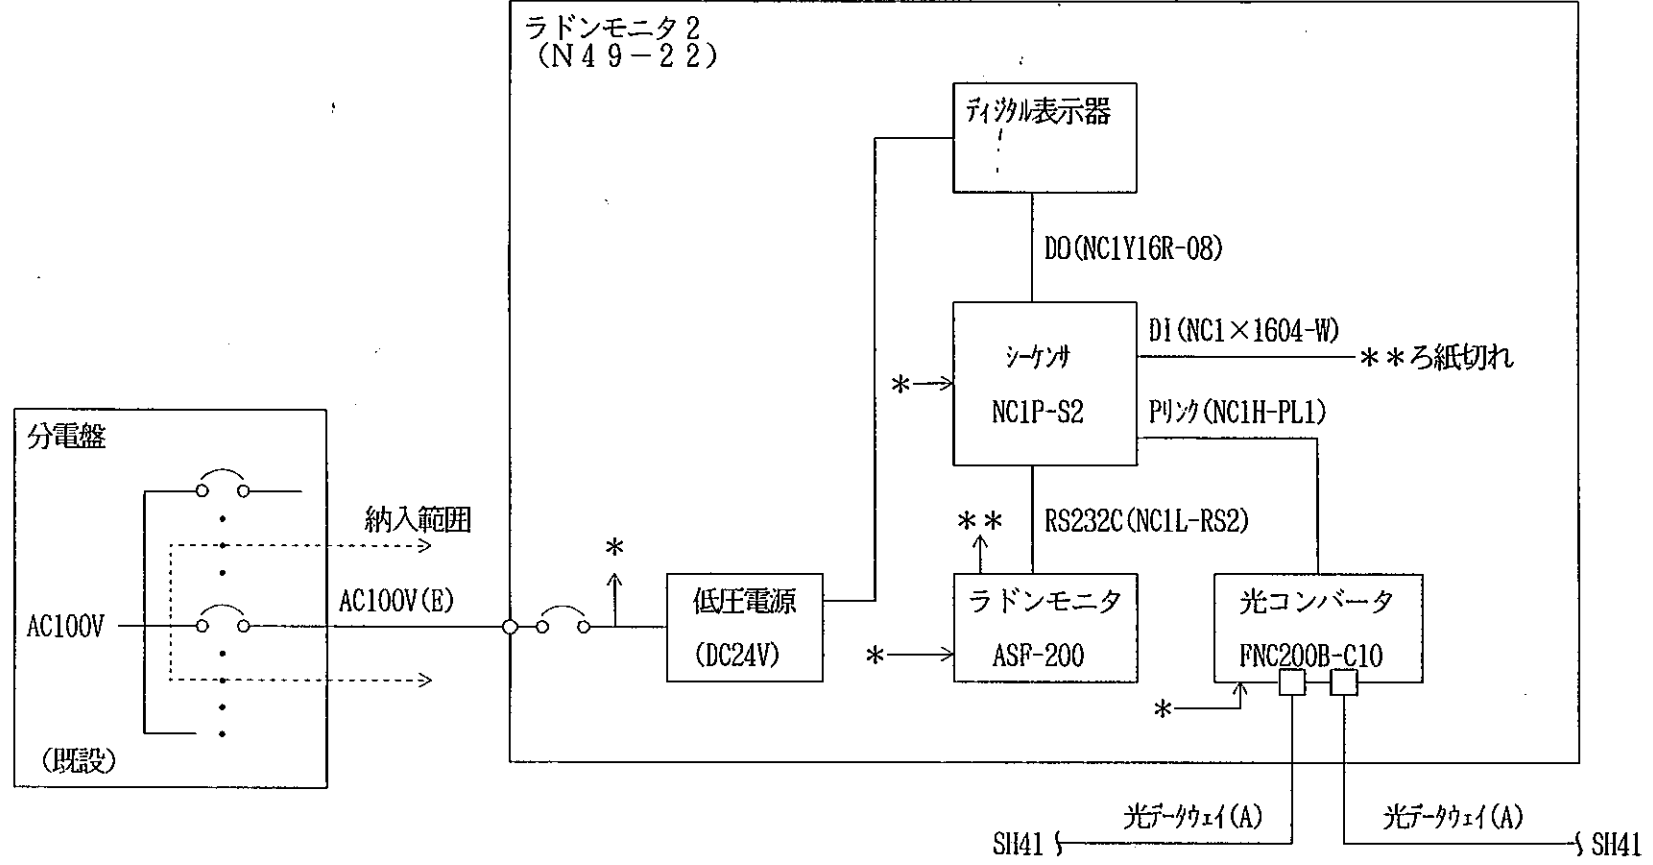 ラドンモニタ2
(N49-22)
ディジタル表示器
DO(NC1Y16R-08)
DI(NC1×1604-W)
**ろ紙切れ
シーケンサ
NC1P-S2
*
Pリンク(NC1H-PL1)
分電盤
納入範囲
*
**
RS232C(NC1L-RS2)
AC100V(E)
AC100V
低圧電源
(DC24V)
ラドンモニタ
ASF-200
*
光コンバータ
FNC200B-C10
*
(既設)
光データウェイ(A)
光データウェイ(A)
SH41
SH41